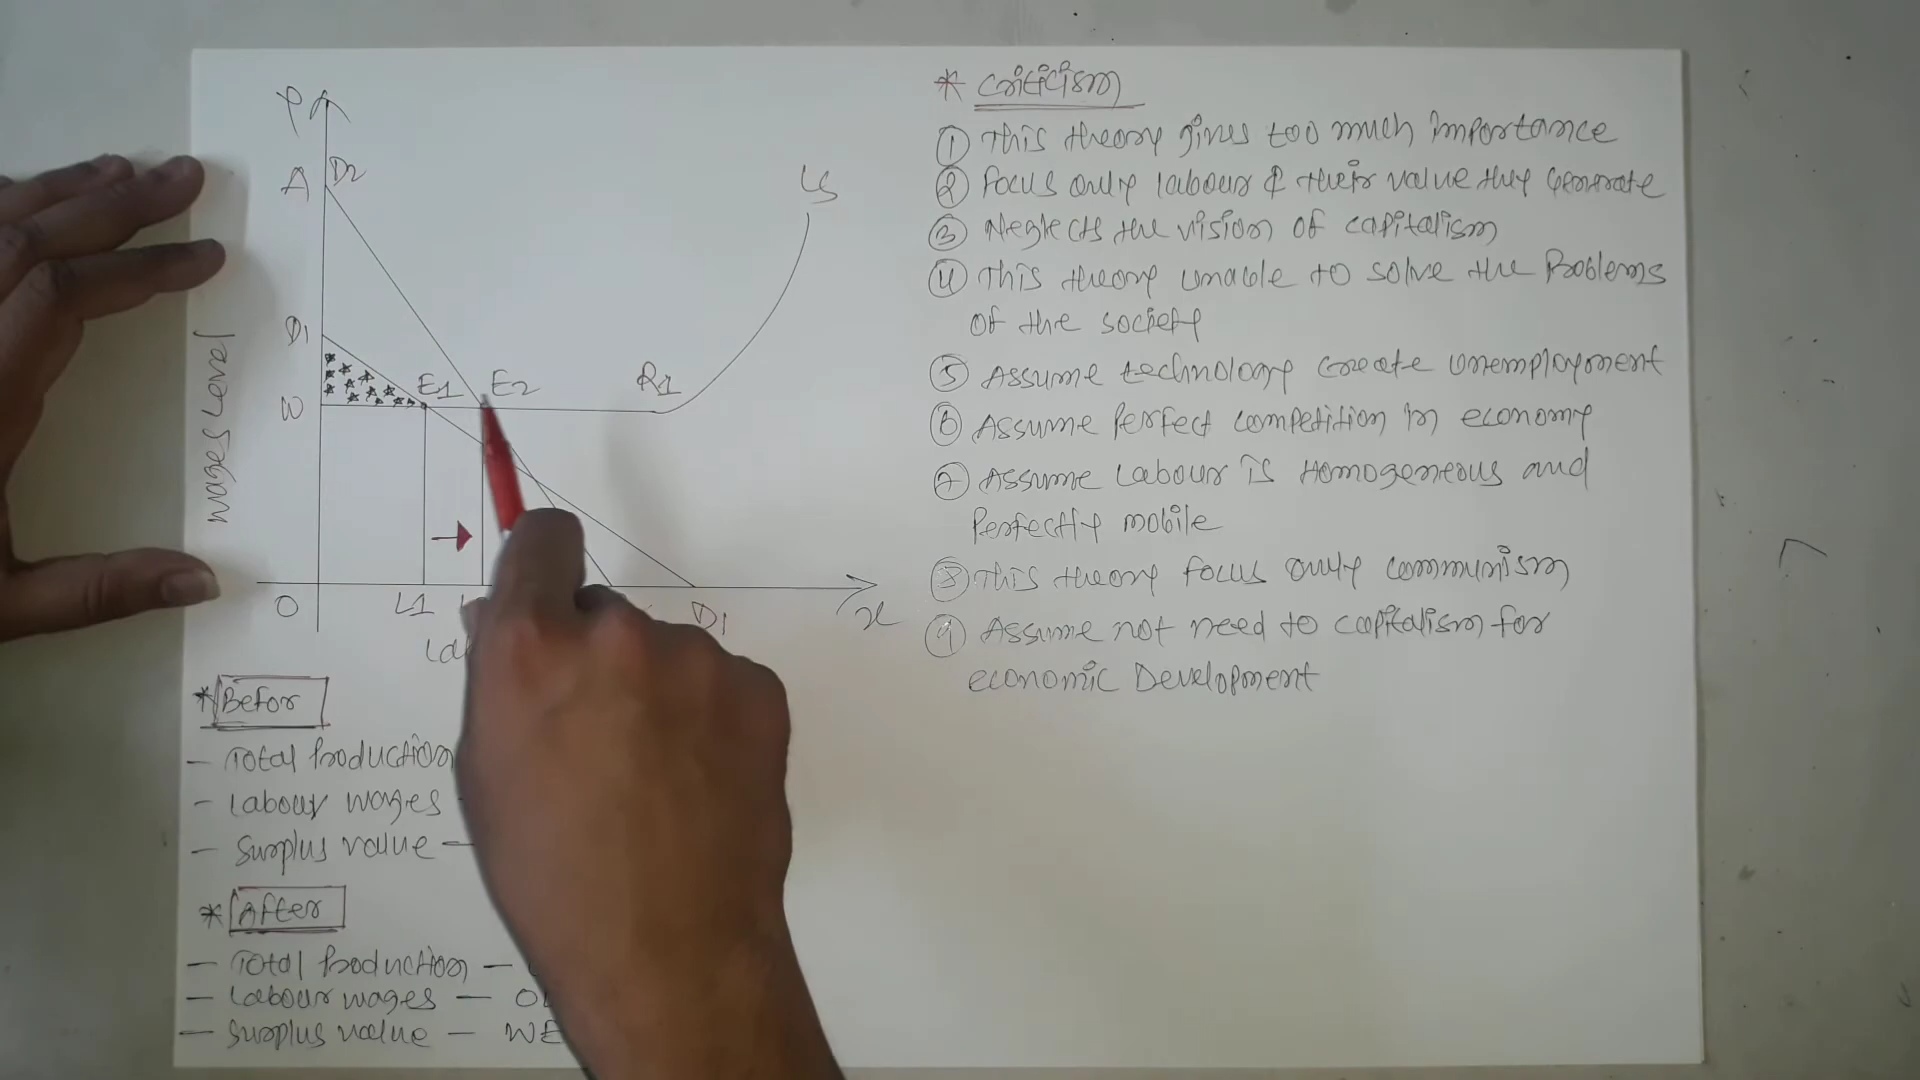 P
A
D2
LS
D1
E1
E2
R1
W
Wages Level
O
L1
D1
x
* Befor
- Total Production
- Labour wages -
- Surplus value -
* After
- Total Production -
- Labour wages -
- Surplus value - WE
* Criticism
① This theory gives too much Importance
② Focus only labour & their value they Generate
③ Neglects the vision of capitalism
④ This theory unable to solve the Problems
of the society
⑤ Assume technology create unemployment
⑥ Assume Perfect competition in economy
⑦ Assume Labour is Homogeneous and
Perfectly mobile
⑧ This theory focus only communism
⑨ Assume not need to capitalism for
economic Development